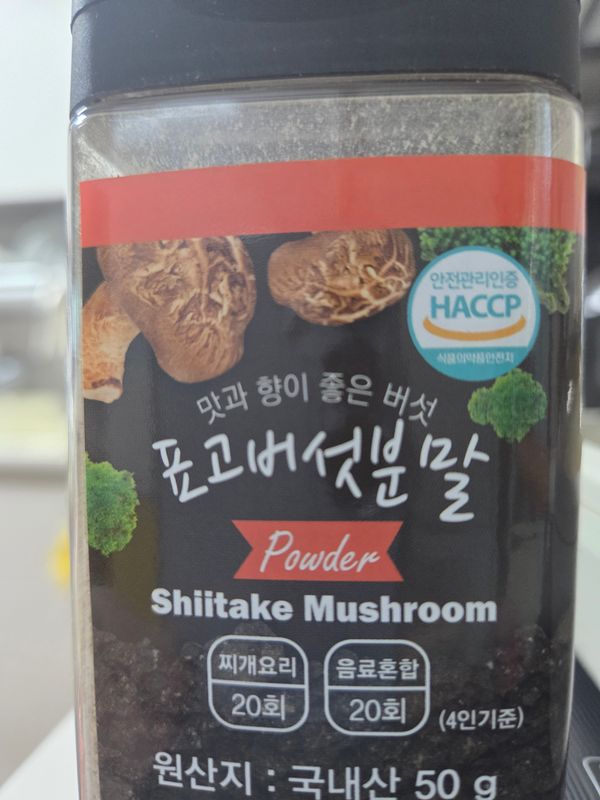 안전관리인증
HACCP
식품의약품안전처
맛과 향이 좋은 버섯
표고버섯분말
Powder
Shiitake Mushroom
찌개요리 음료혼합
20회 20회 (4인기준)
원산지 : 국내산 50 g